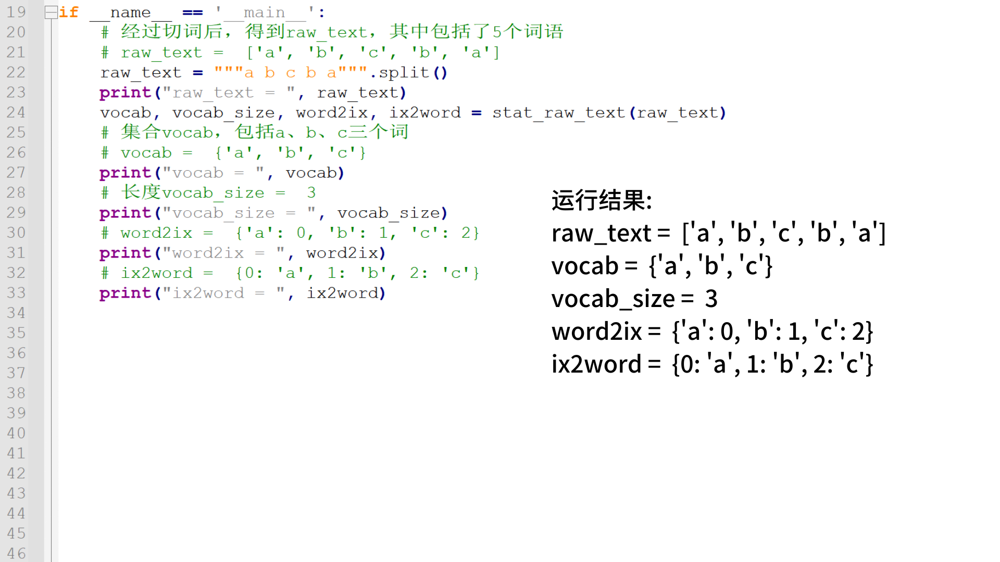 19 if __name__ == '__main__':
20 # 经过切词后，得到raw_text，其中包括了5个词语
21 # raw_text =  ['a', 'b', 'c', 'b', 'a']
22 raw_text = """a b c b a""".split()
23 print("raw_text = ", raw_text)
24 vocab, vocab_size, word2ix, ix2word = stat_raw_text(raw_text)
25 # 集合vocab，包括a、b、c三个词
26 # vocab =  {'a', 'b', 'c'}
27 print("vocab = ", vocab)
28 # 长度vocab_size =  3
29 print("vocab_size = ", vocab_size)
30 # word2ix =  {'a': 0, 'b': 1, 'c': 2}
31 print("word2ix = ", word2ix)
32 # ix2word =  {0: 'a', 1: 'b', 2: 'c'}
33 print("ix2word = ", ix2word)
34
35
36
37
38
39
40
41
42
43
44
45
46
运行结果:
raw_text =  ['a', 'b', 'c', 'b', 'a']
vocab =  {'a', 'b', 'c'}
vocab_size =  3
word2ix =  {'a': 0, 'b': 1, 'c': 2}
ix2word =  {0: 'a', 1: 'b', 2: 'c'}